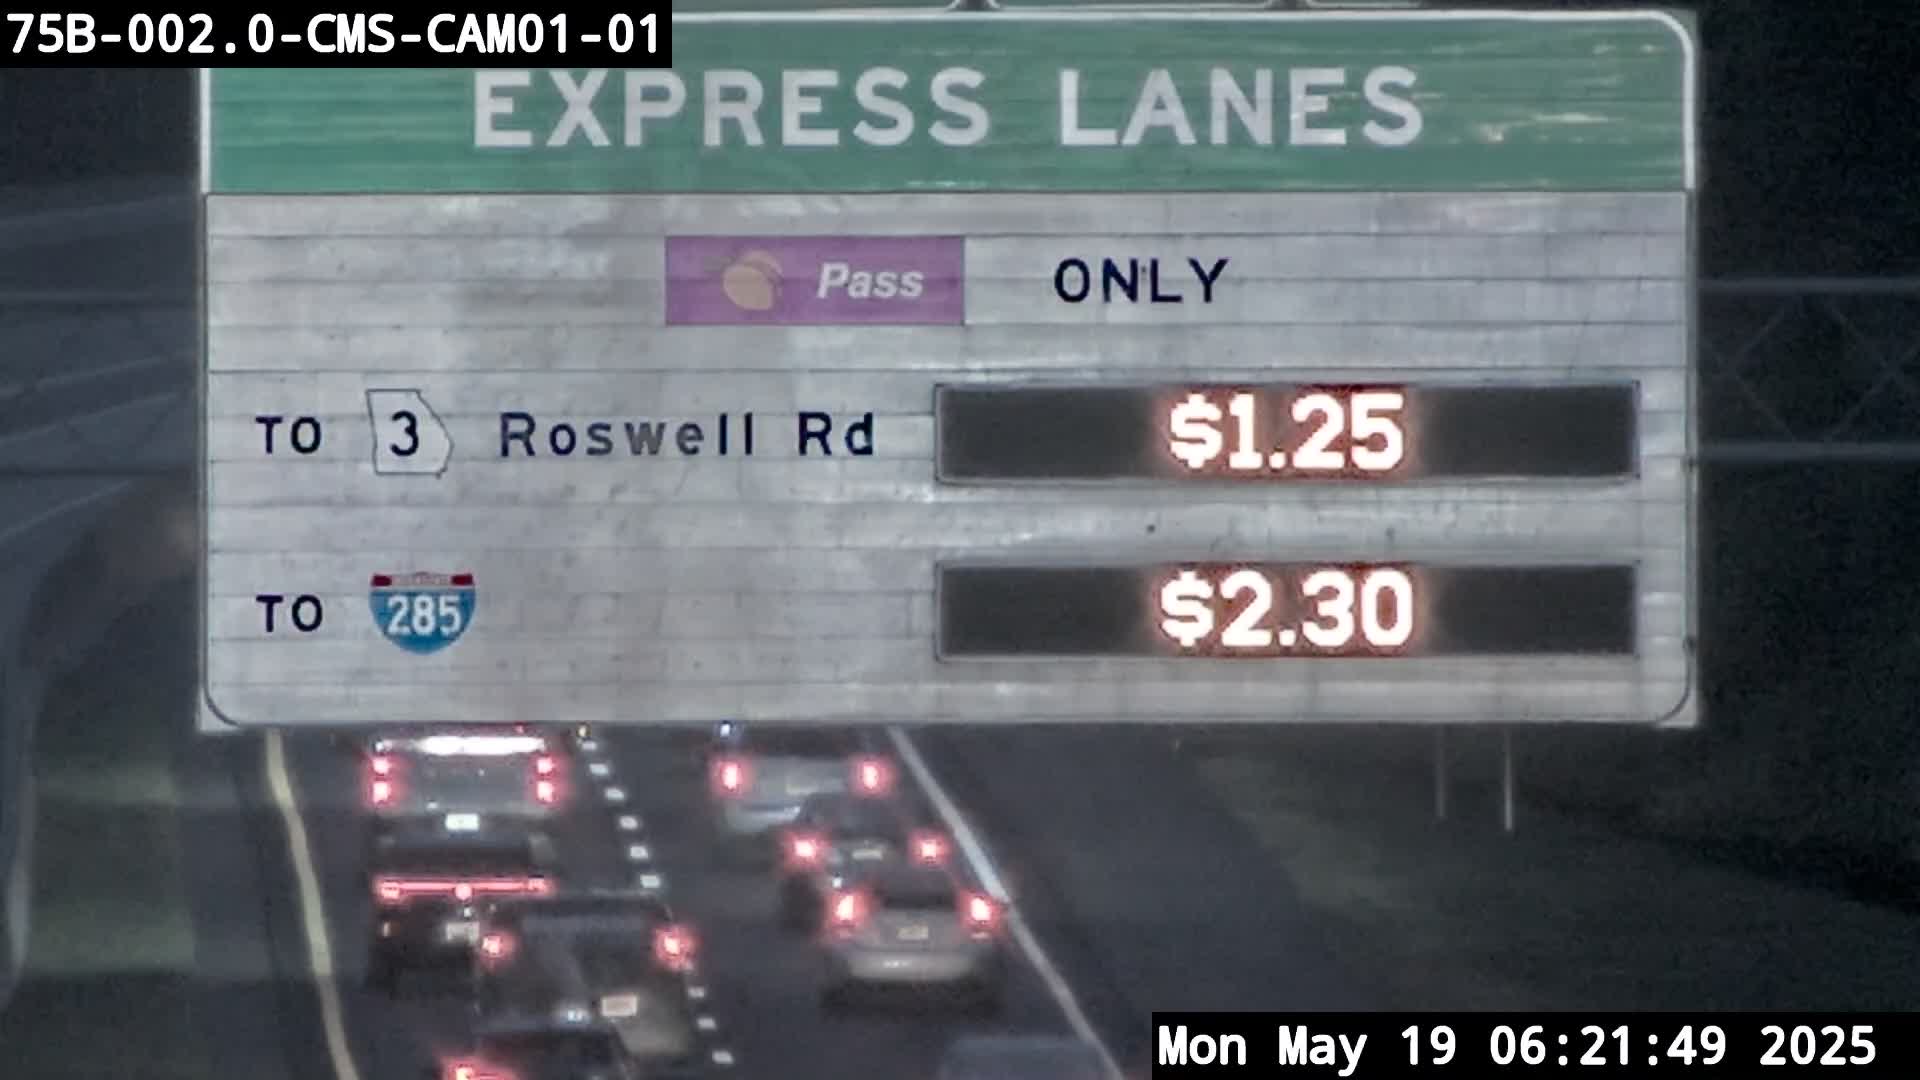 75B-002.0-CMS-CAM01-01
EXPRESS LANES
Pass ONLY
TO 3 Roswell Rd $1.25
TO 285 $2.30
Mon May 19 06:21:49 2025